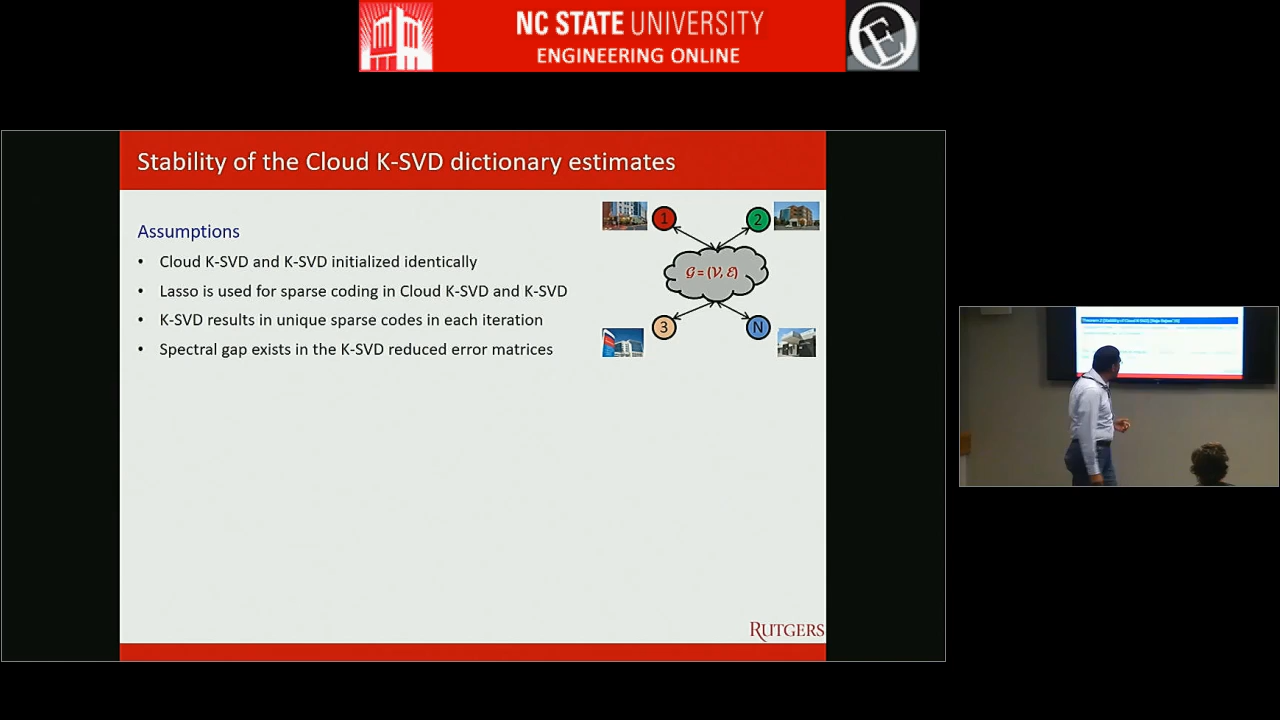 NC STATE UNIVERSITY
ENGINEERING ONLINE
E
Stability of the Cloud K-SVD dictionary estimates
Assumptions
• Cloud K-SVD and K-SVD initialized identically
• Lasso is used for sparse coding in Cloud K-SVD and K-SVD
• K-SVD results in unique sparse codes in each iteration
• Spectral gap exists in the K-SVD reduced error matrices
1
2
𝒢 = (𝒱, ℰ)
3
N
RUTGERS